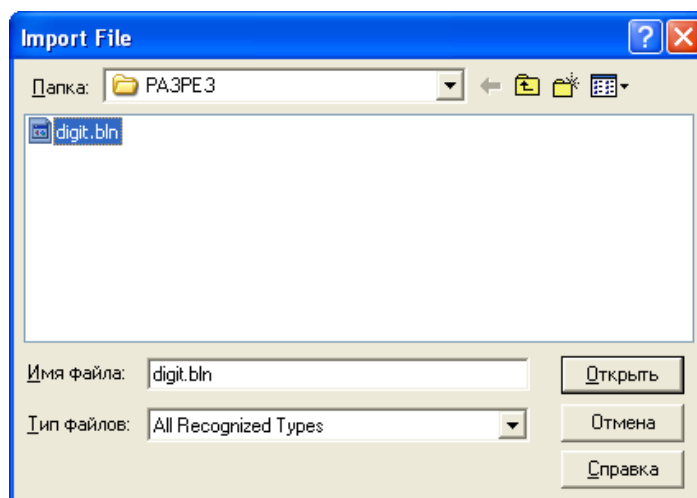 Import File
Папка: РАЗРЕЗ
digit.bln
Имя файла: digit.bln Открыть
Тип файлов: All Recognized Types Отмена
Справка